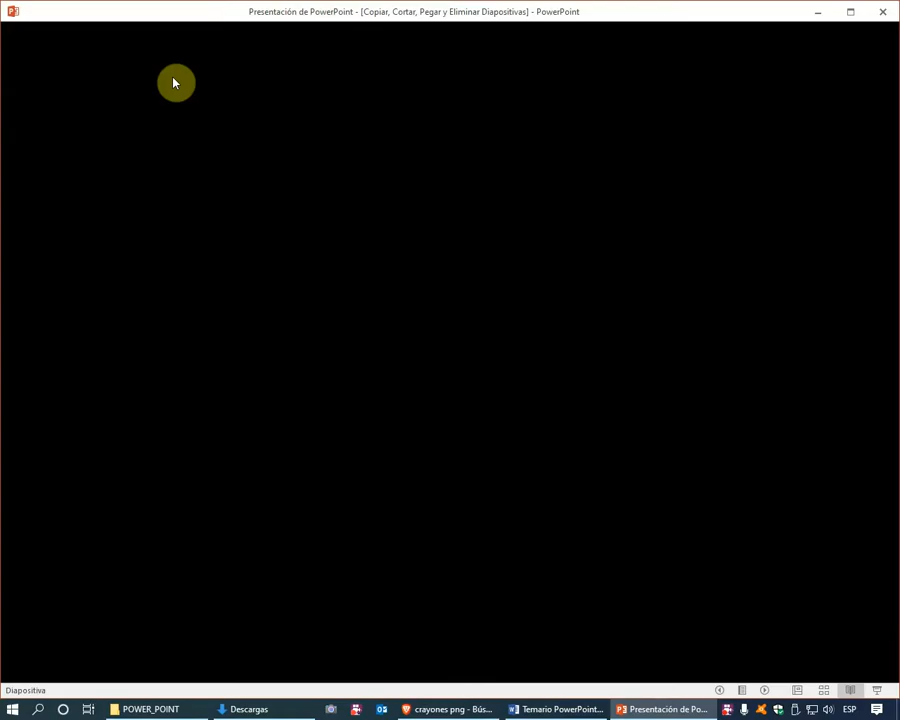 Presentación de PowerPoint - [Copiar, Cortar, Pegar y Eliminar Diapositivas] - PowerPoint
Diapositiva
POWER_POINT
Descargas
crayones png - Bús...
Temario PowerPoint...
Presentación de Po...
ESP